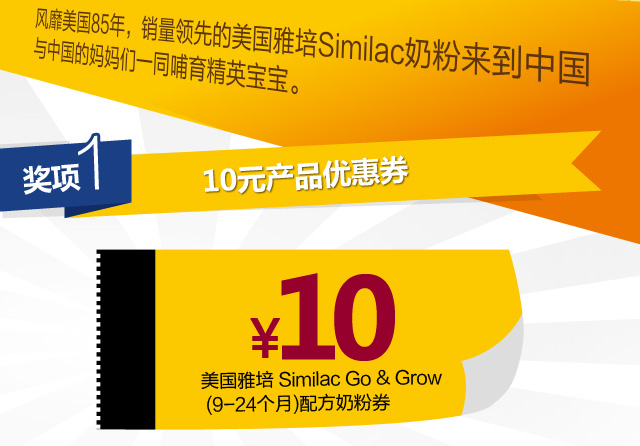 风靡美国85年，销量领先的美国雅培Similac奶粉来到中国
与中国的妈妈们一同哺育精英宝宝。
奖项1
10元产品优惠券
¥10
美国雅培 Similac Go & Grow
(9-24个月)配方奶粉券